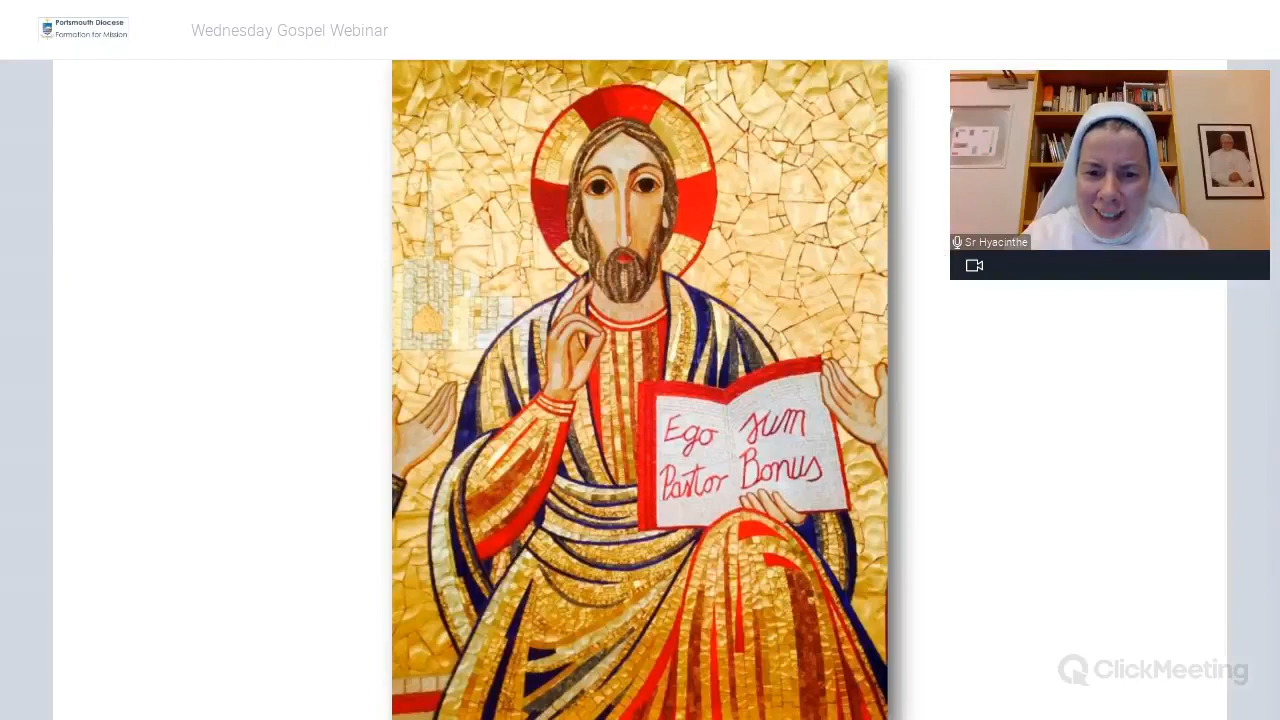 Portsmouth Diocese
Formation for Mission
Wednesday Gospel Webinar
Sr Hyacinthe
Ego sum
Pastor Bonus
ClickMeeting